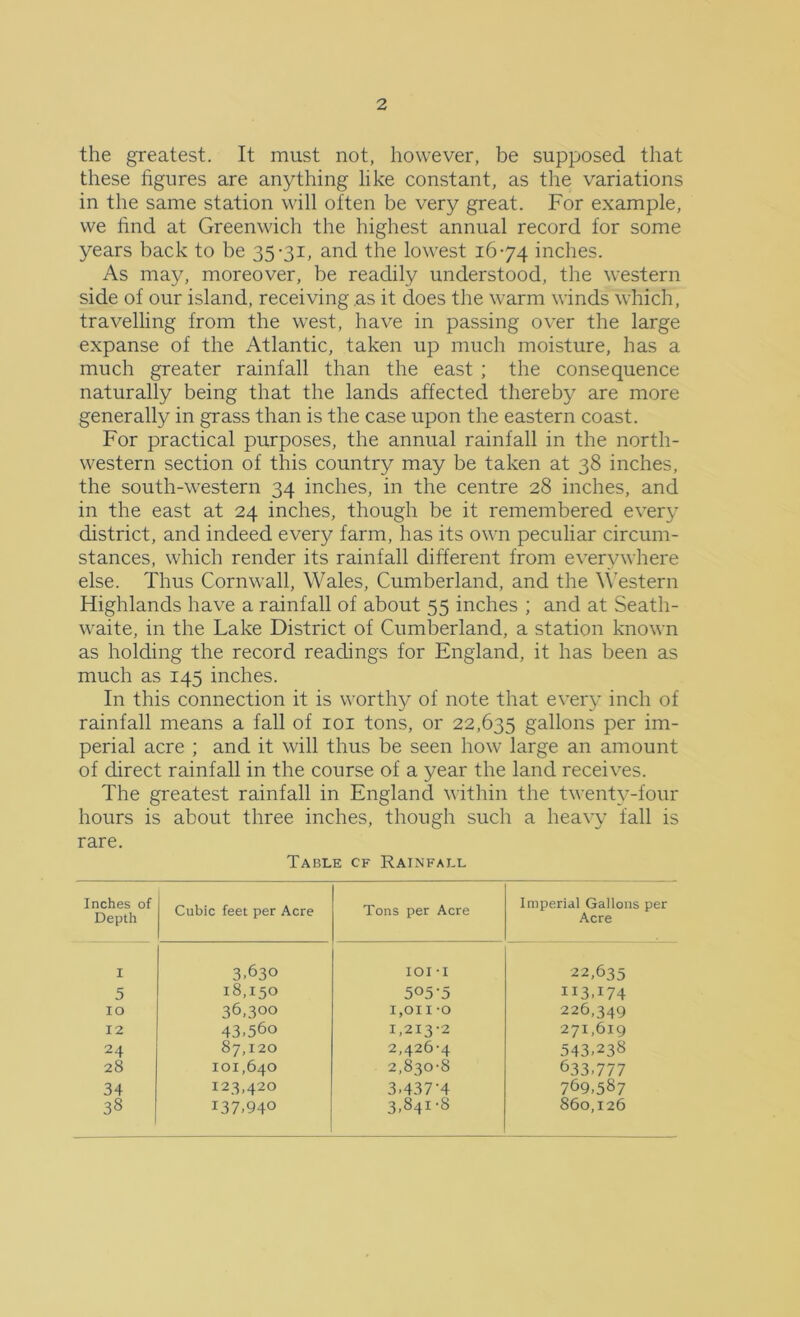 2
the greatest. It must not, however, be supposed that
these figures are anything like constant, as the variations
in the same station will often be very great. For example,
we find at Greenwich the highest annual record for some
years back to be 35·31, and the lowest 16·74 inches.
As may, moreover, be readily understood, the western
side of our island, receiving as it does the warm winds which,
travelling from the west, have in passing over the large
expanse of the Atlantic, taken up much moisture, has a
much greater rainfall than the east ; the consequence
naturally being that the lands affected thereby are more
generally in grass than is the case upon the eastern coast.
For practical purposes, the annual rainfall in the north-
western section of this country may be taken at 38 inches,
the south-western 34 inches, in the centre 28 inches, and
in the east at 24 inches, though be it remembered every
district, and indeed every farm, has its own peculiar circum-
stances, which render its rainfall different from everywhere
else. Thus Cornwall, Wales, Cumberland, and the Western
Highlands have a rainfall of about 55 inches ; and at Seath-
waite, in the Lake District of Cumberland, a station known
as holding the record readings for England, it has been as
much as 145 inches.
In this connection it is worthy of note that every inch of
rainfall means a fall of 101 tons, or 22,635 gallons per im-
perial acre ; and it will thus be seen how large an amount
of direct rainfall in the course of a year the land receives.
The greatest rainfall in England within the twenty-four
hours is about three inches, though such a heavy fall is
rare.
TABLE OF RAINFALL
Inches of Depth | Cubic feet per Acre | Tons per Acre | Imperial Gallons per Acre
1 | 3,630 | 101·1 | 22,635
5 | 18,150 | 505·5 | 113,174
10 | 36,300 | 1,011·0 | 226,349
12 | 43,560 | 1,213·2 | 271,619
24 | 87,120 | 2,426·4 | 543,238
28 | 101,640 | 2,830·8 | 633,777
34 | 123,420 | 3,437·4 | 769,587
38 | 137,940 | 3,841·8 | 860,126